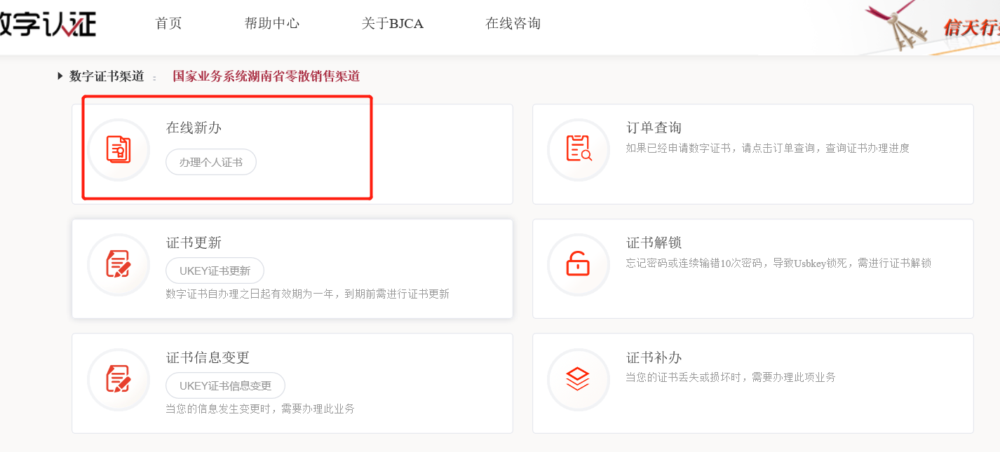 数字认证
首页
帮助中心
关于BJCA
在线咨询
信天行
数字证书渠道 : 国家业务系统湖南省零散销售渠道
在线新办
办理个人证书
订单查询
如果已经申请数字证书，请点击订单查询，查询证书办理进度
证书更新
UKEY证书更新
数字证书自办理之日起有效期为一年，到期前需进行证书更新
证书解锁
忘记密码或连续输错10次密码，导致Usbkey锁死，需进行证书解锁
证书信息变更
UKEY证书信息变更
当您的信息发生变更时，需要办理此业务
证书补办
当您的证书丢失或损坏时，需要办理此项业务